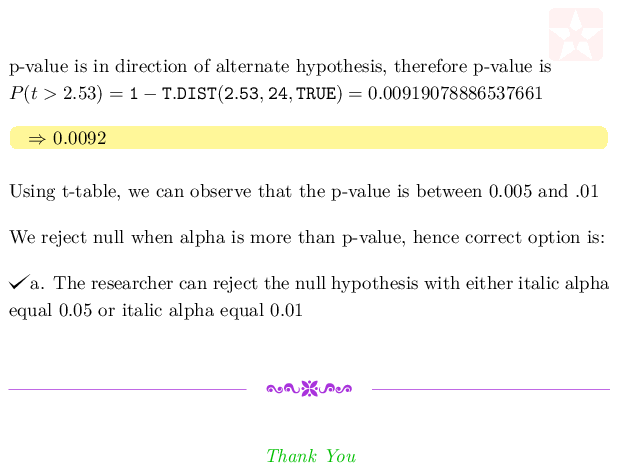 p-value is in direction of alternate hypothesis, therefore p-value is
P(t > 2.53) = 1 − T.DIST(2.53, 24, TRUE) = 0.00919078886537661
⇒ 0.0092
Using t-table, we can observe that the p-value is between 0.005 and .01
We reject null when alpha is more than p-value, hence correct option is:
✓a. The researcher can reject the null hypothesis with either italic alpha
equal 0.05 or italic alpha equal 0.01
Thank You